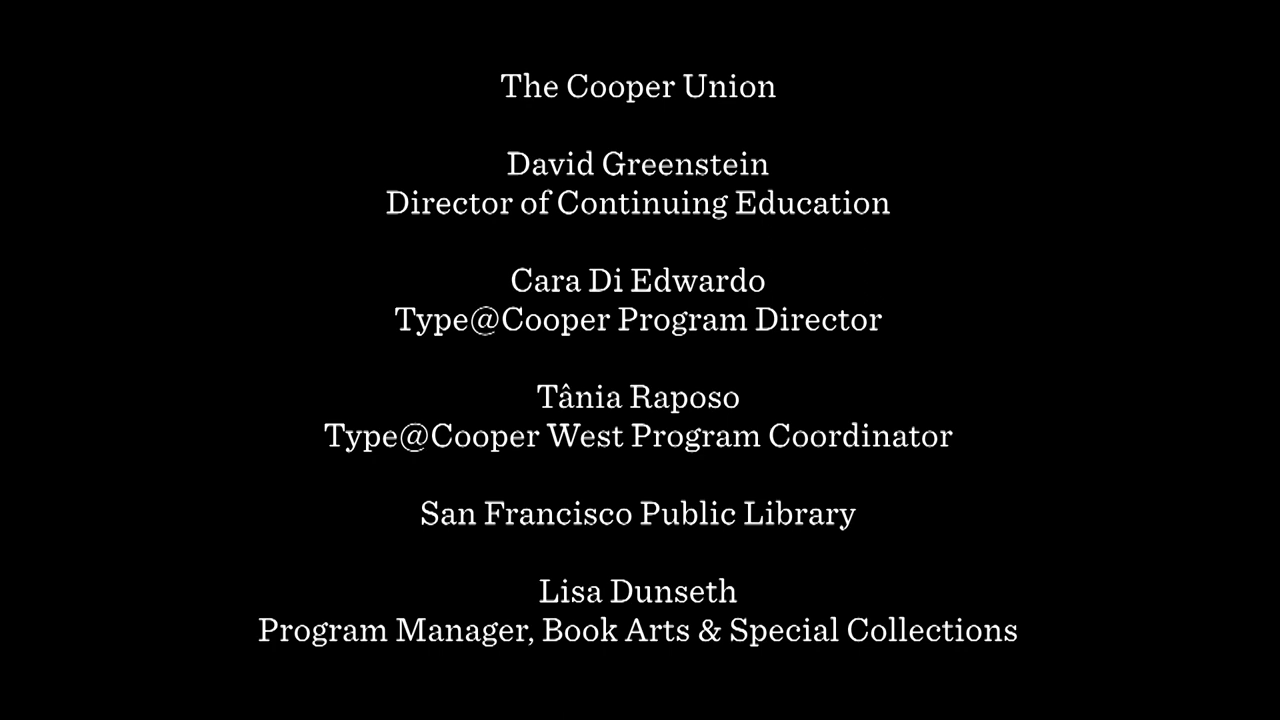 The Cooper Union
David Greenstein
Director of Continuing Education
Cara Di Edwardo
Type@Cooper Program Director
Tânia Raposo
Type@Cooper West Program Coordinator
San Francisco Public Library
Lisa Dunseth
Program Manager, Book Arts & Special Collections